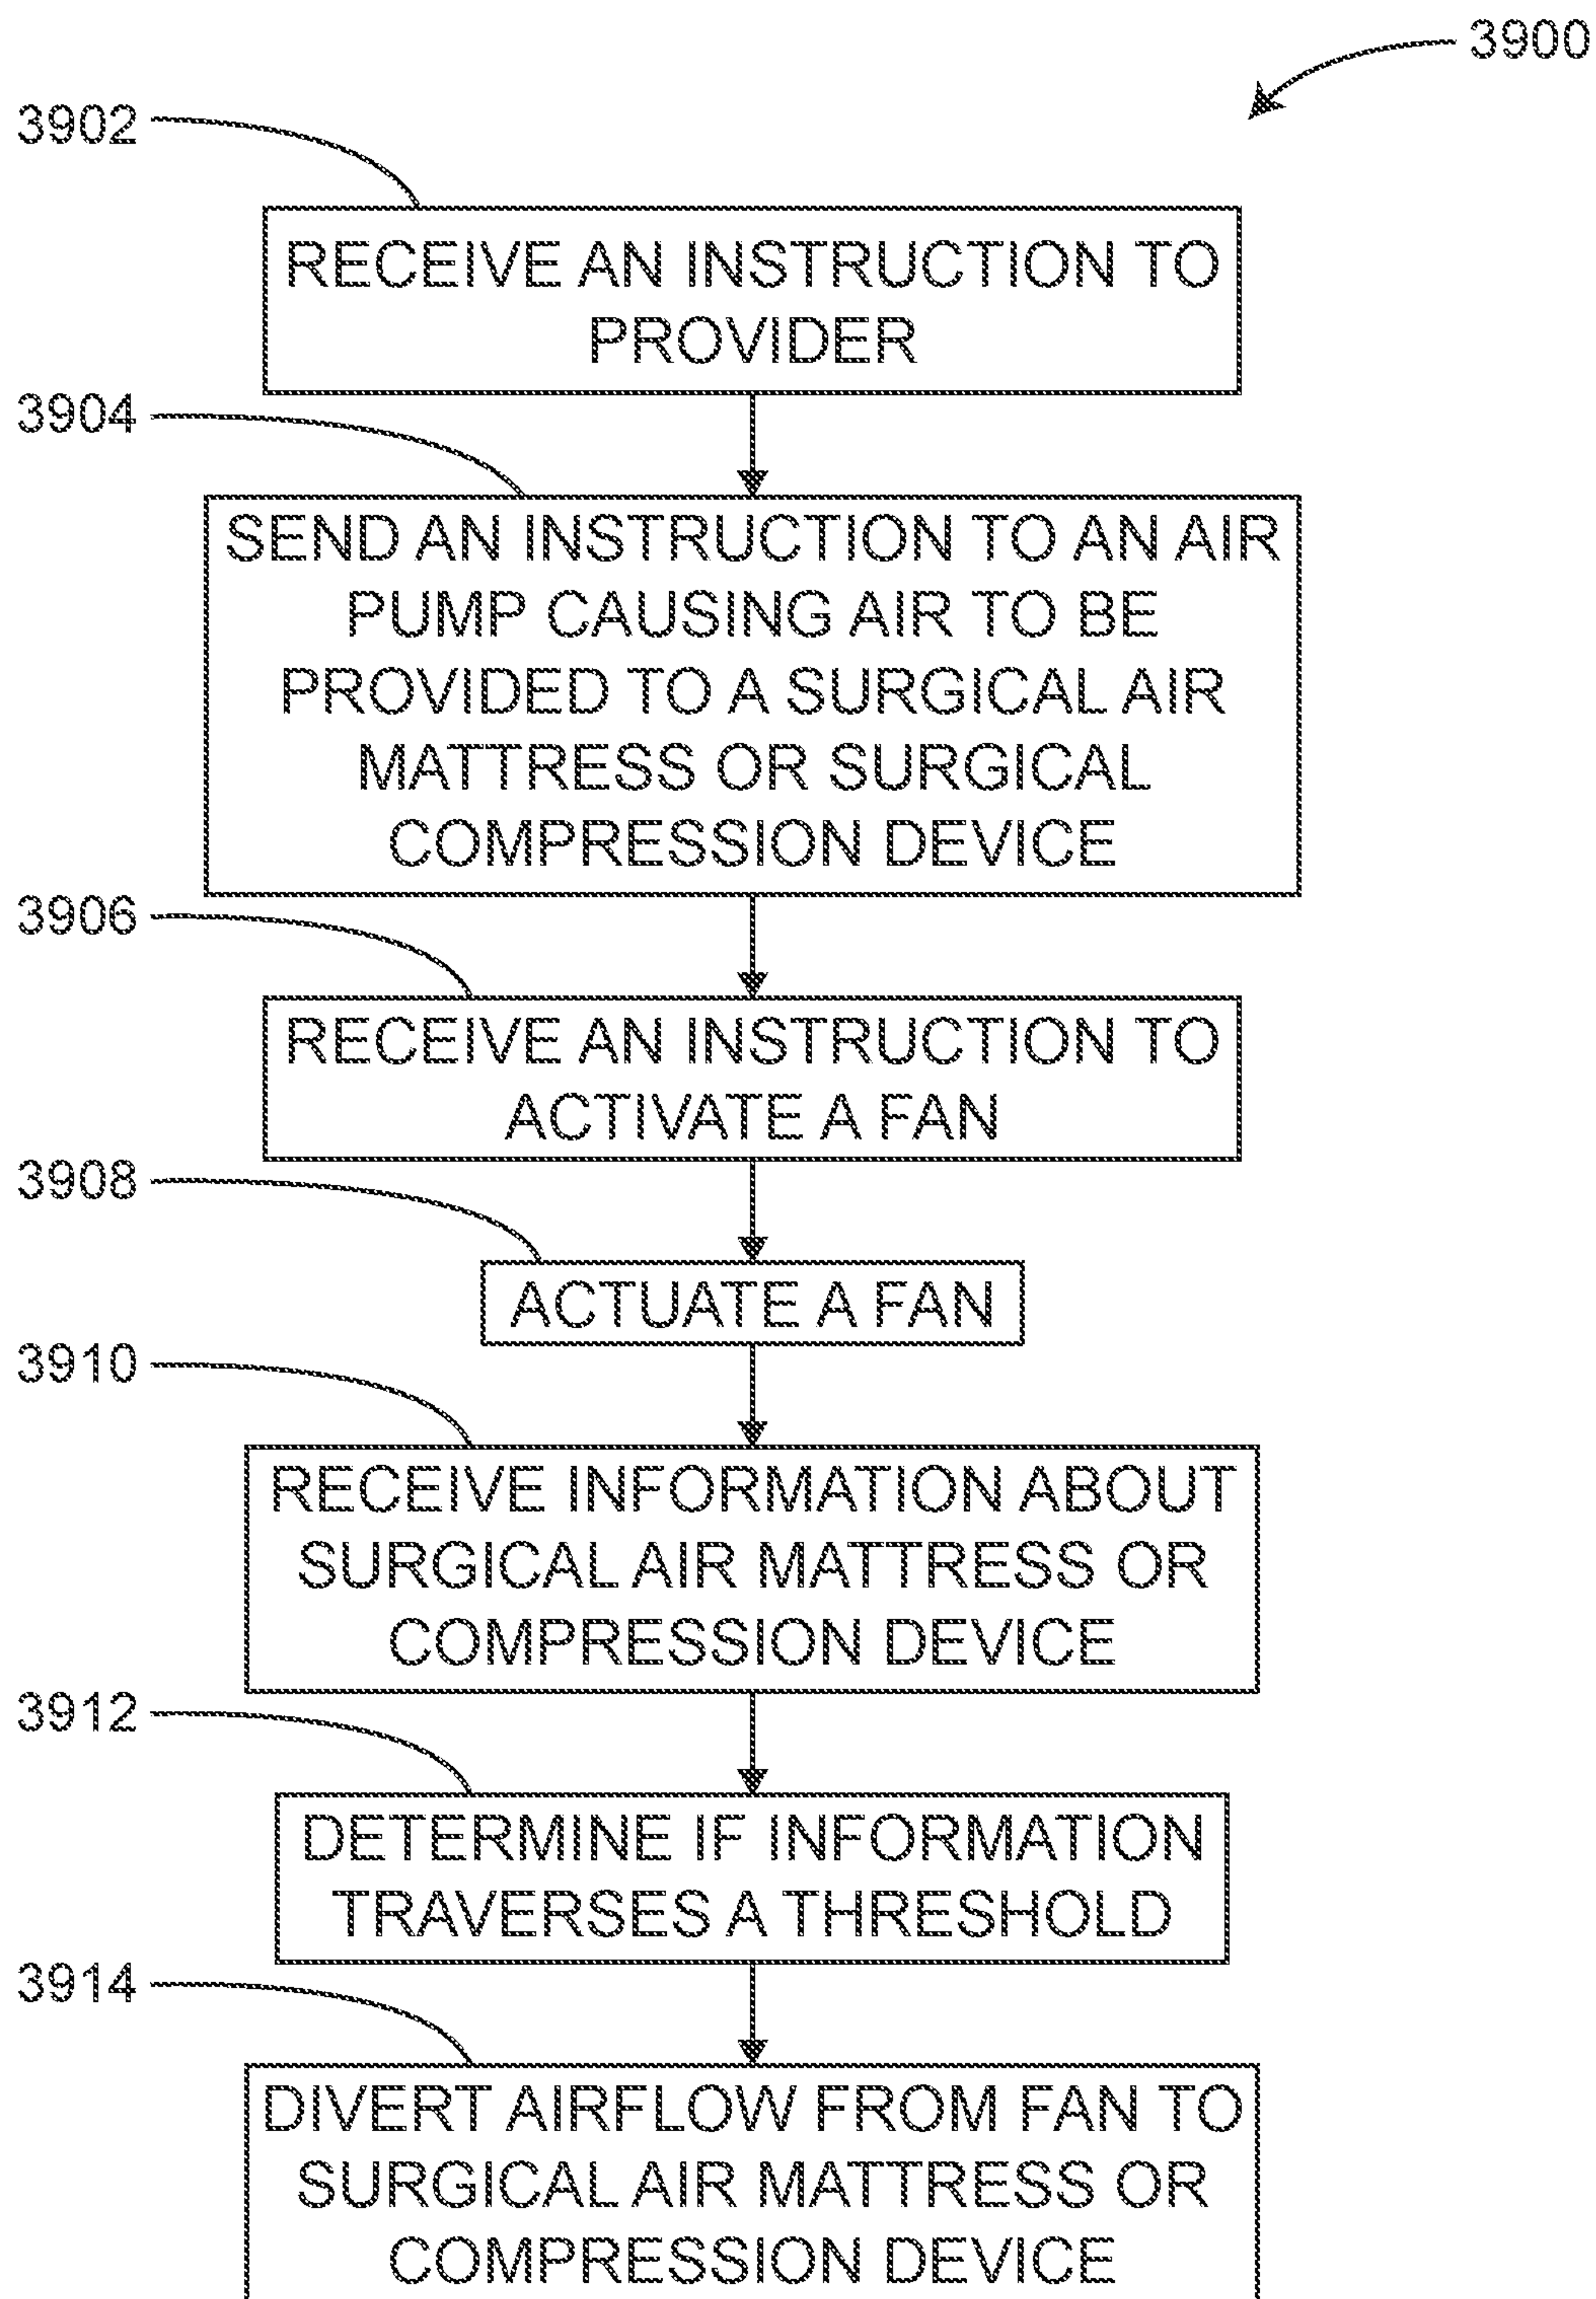 3900
3902
RECEIVE AN INSTRUCTION TO
PROVIDER
3904
SEND AN INSTRUCTION TO AN AIR
PUMP CAUSING AIR TO BE
PROVIDED TO A SURGICAL AIR
MATTRESS OR SURGICAL
COMPRESSION DEVICE
3906
RECEIVE AN INSTRUCTION TO
ACTIVATE A FAN
3908
ACTUATE A FAN
3910
RECEIVE INFORMATION ABOUT
SURGICAL AIR MATTRESS OR
COMPRESSION DEVICE
3912
DETERMINE IF INFORMATION
TRAVERSES A THRESHOLD
3914
DIVERT AIRFLOW FROM FAN TO
SURGICAL AIR MATTRESS OR
COMPRESSION DEVICE